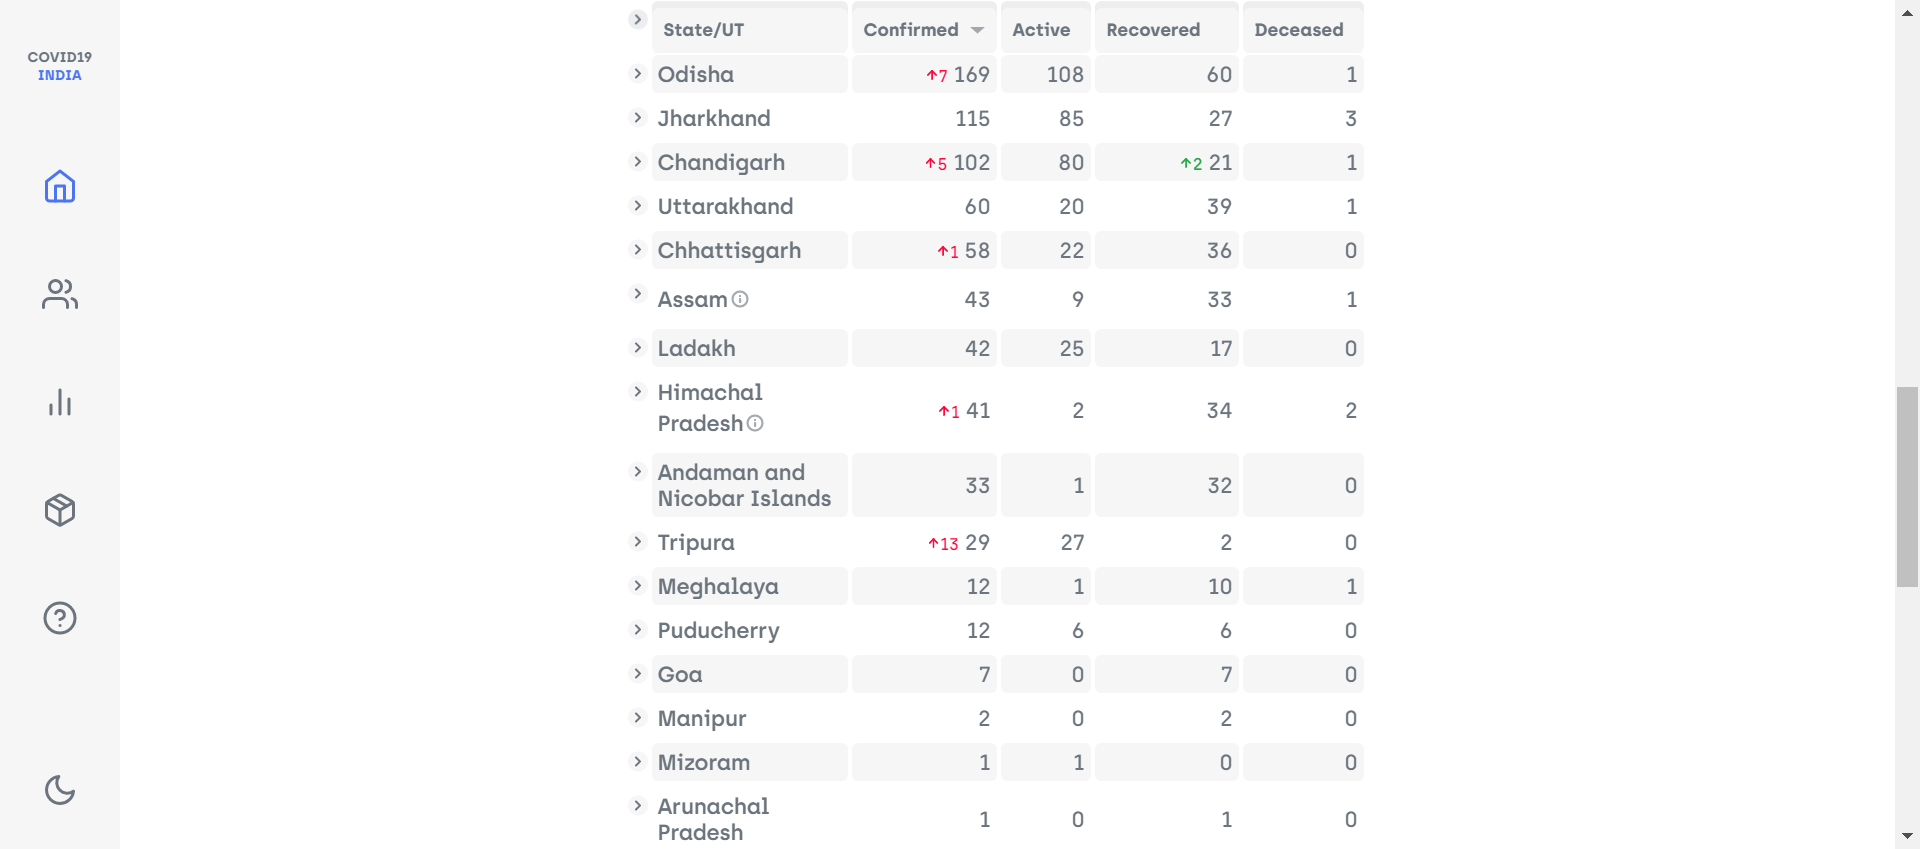 COVID19
INDIA
State/UT Confirmed Active Recovered Deceased
Odisha ↑7 169 108 60 1
Jharkhand 115 85 27 3
Chandigarh ↑5 102 80 ↑2 21 1
Uttarakhand 60 20 39 1
Chhattisgarh ↑1 58 22 36 0
Assam 43 9 33 1
Ladakh 42 25 17 0
Himachal
Pradesh ↑1 41 2 34 2
Andaman and
Nicobar Islands 33 1 32 0
Tripura ↑13 29 27 2 0
Meghalaya 12 1 10 1
Puducherry 12 6 6 0
Goa 7 0 7 0
Manipur 2 0 2 0
Mizoram 1 1 0 0
Arunachal
Pradesh 1 0 1 0